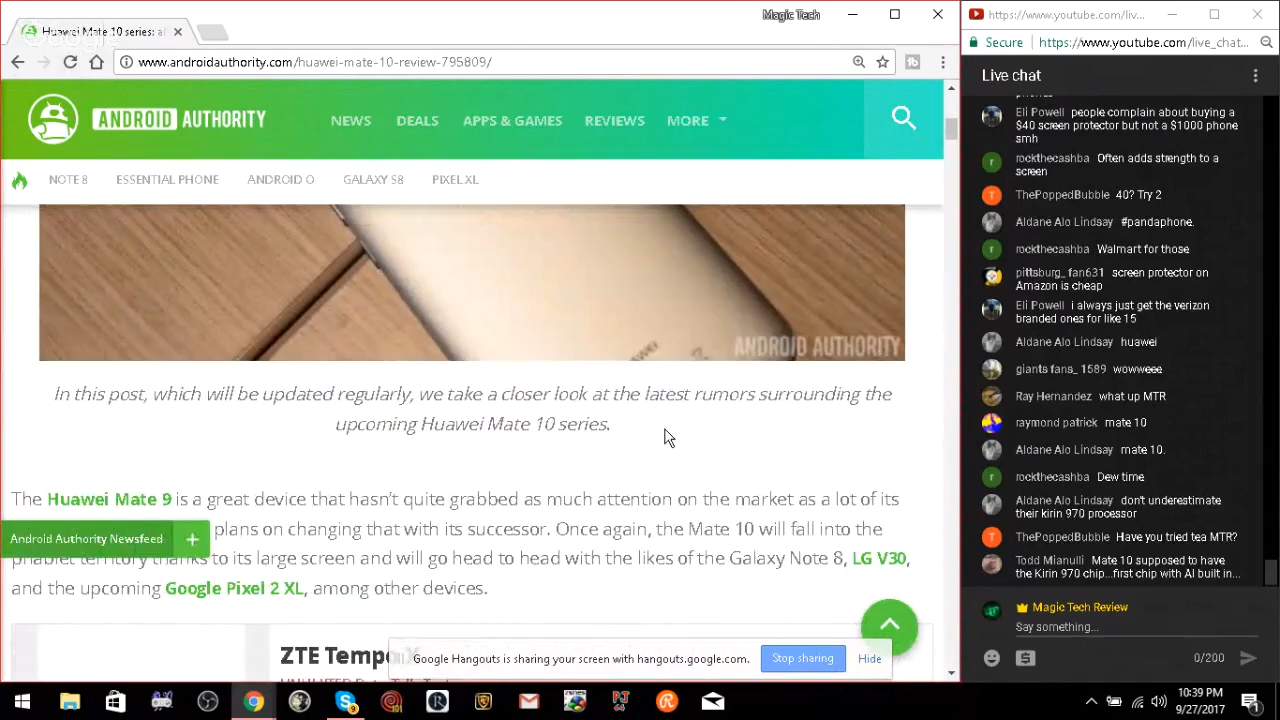 Magic Tech
Huawei Mate 10 series: a
www.androidauthority.com/huawei-mate-10-review-795809/
ANDROID AUTHORITY
NEWS DEALS APPS & GAMES REVIEWS MORE
NOTE 8 ESSENTIAL PHONE ANDROID O GALAXY S8 PIXEL XL
ANDROID AUTHORITY
In this post, which will be updated regularly, we take a closer look at the latest rumors surrounding the
upcoming Huawei Mate 10 series.
The Huawei Mate 9 is a great device that hasn't quite grabbed as much attention on the market as a lot of its
plans on changing that with its successor. Once again, the Mate 10 will fall into the
Android Authority Newsfeed +
phablet territory thanks to its large screen and will go head to head with the likes of the Galaxy Note 8, LG V30,
and the upcoming Google Pixel 2 XL, among other devices.
ZTE Tempo X
Google Hangouts is sharing your screen with hangouts.google.com. Stop sharing Hide
https://www.youtube.com/liv...
Secure https://www.youtube.com/live_chat...
Live chat
Eli Powell people complain about buying a
$40 screen protector but not a $1000 phone
smh
rockthecashba Often adds strength to a
screen
ThePoppedBubble 40? Try 2
Aldane Alo Lindsay #pandaphone.
rockthecashba Walmart for those
pittsburg_ fan631 screen protector on
Amazon is cheap
Eli Powell i always just get the verizon
branded ones for like 15
Aldane Alo Lindsay huawei
giants fans_ 1589 wowweee
Ray Hernandez what up MTR
raymond patrick mate 10
Aldane Alo Lindsay mate 10.
rockthecashba Dew time
Aldane Alo Lindsay don't underestimate
their kirin 970 processor
ThePoppedBubble Have you tried tea MTR?
Todd Mianulli Mate 10 supposed to have
the Kirin 970 chip...first chip with AI built in...
Magic Tech Review
Say something...
0/200
10:39 PM
9/27/2017